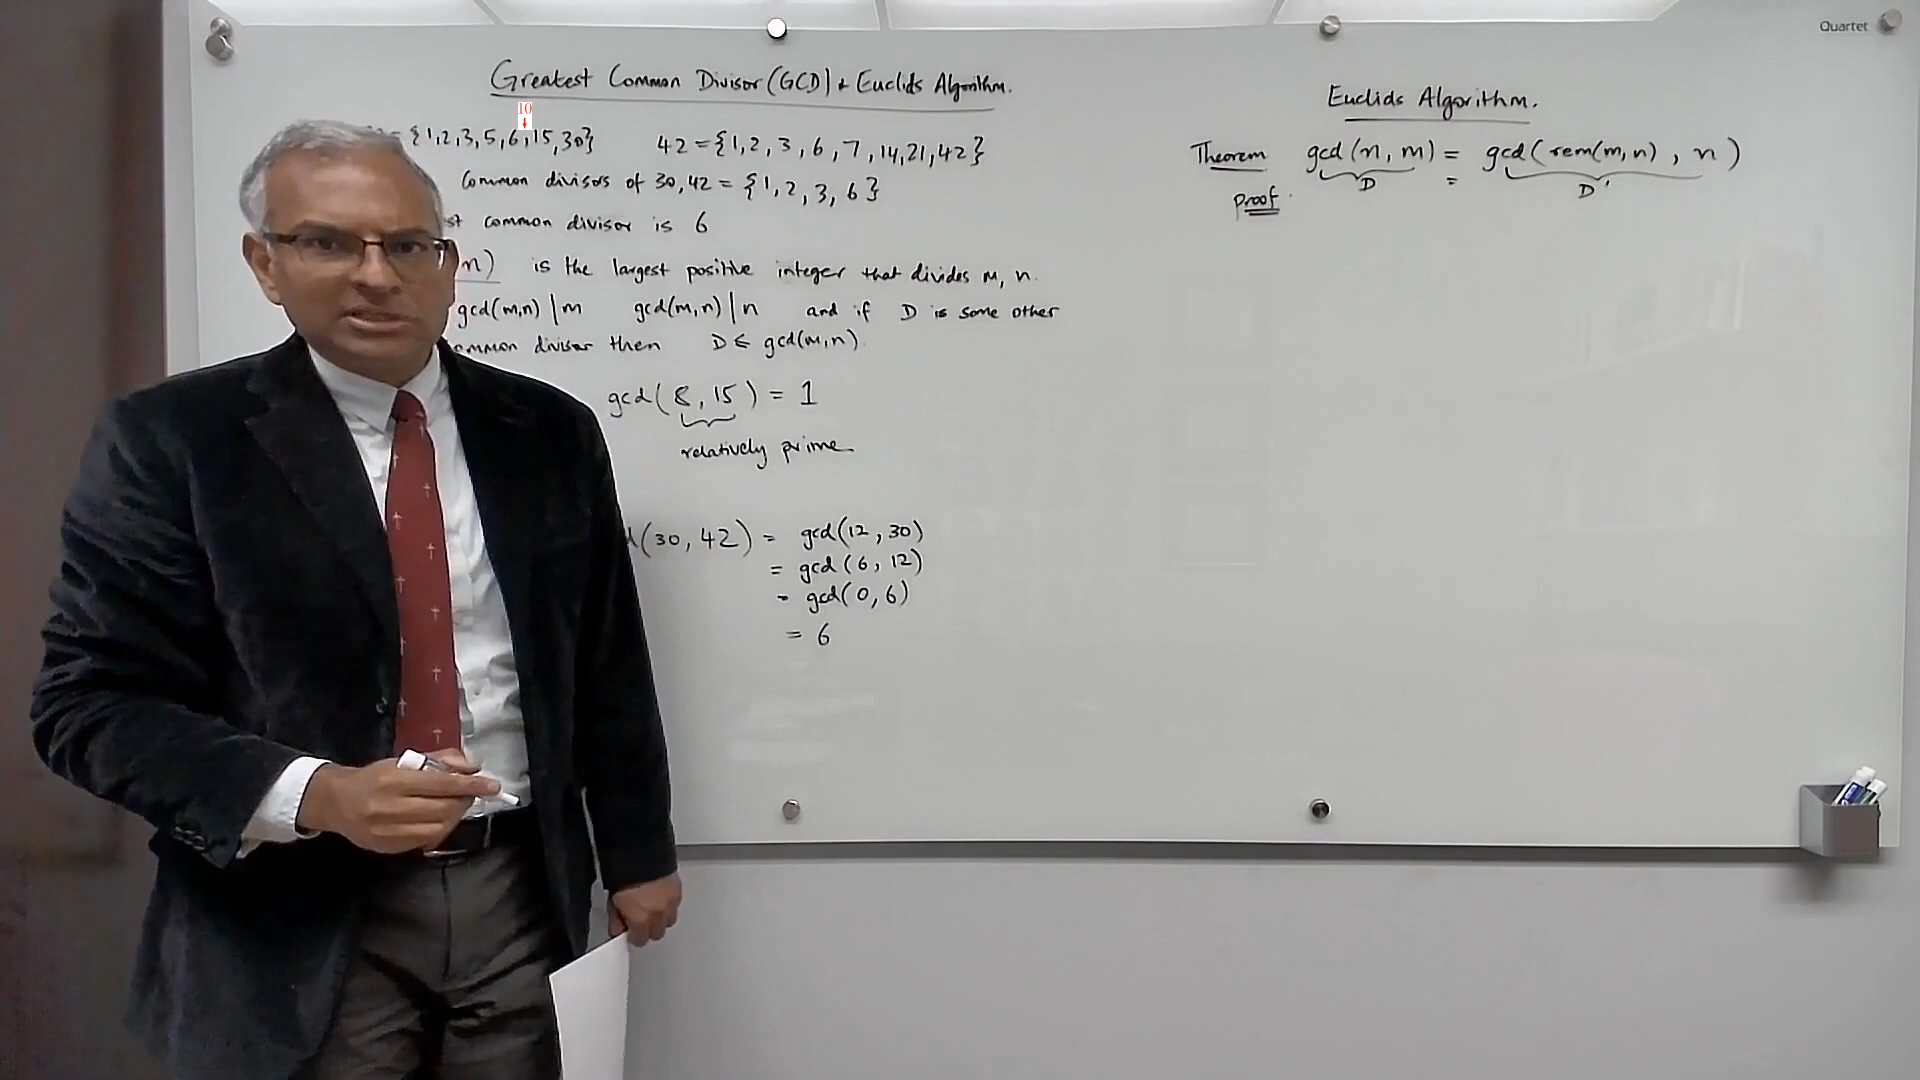 Quartet
Greatest Common Divisor (GCD) + Euclids Algorithm.
10
= {1,2,3,5,6,15,30} 42 = {1,2,3,6,7,14,21,42}
Common divisors of 30,42 = {1,2,3,6}
common divisor is 6
n) is the largest positive integer that divides m, n.
gcd(m,n) | m gcd(m,n) | n and if D is some other
common divisor then D ≤ gcd(m,n).
gcd(8,15) = 1
relatively prime
(30,42) = gcd(12,30)
= gcd(6,12)
= gcd(0,6)
= 6
Euclids Algorithm.
Theorem gcd(n,m) = gcd(rem(m,n), n)
D = D'
proof.